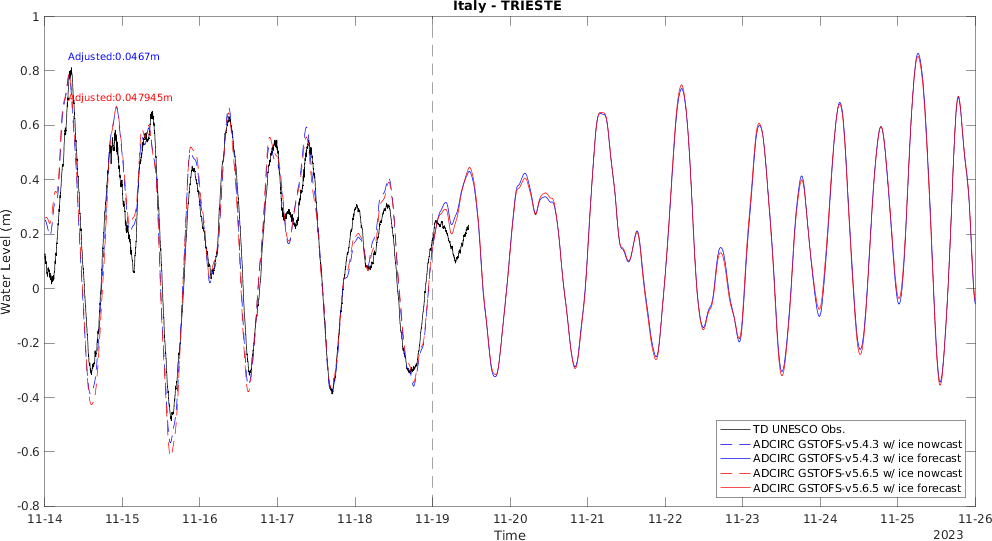 Italy - TRIESTE
Water Level (m)
1
0.8
0.6
0.4
0.2
0
-0.2
-0.4
-0.6
-0.8
Adjusted:0.0467m
Adjusted:0.047945m
TD UNESCO Obs.
ADCIRC GSTOFS-v5.4.3 w/ ice nowcast
ADCIRC GSTOFS-v5.4.3 w/ ice forecast
ADCIRC GSTOFS-v5.6.5 w/ ice nowcast
ADCIRC GSTOFS-v5.6.5 w/ ice forecast
11-14 11-15 11-16 11-17 11-18 11-19 11-20 11-21 11-22 11-23 11-24 11-25 11-26
Time
2023